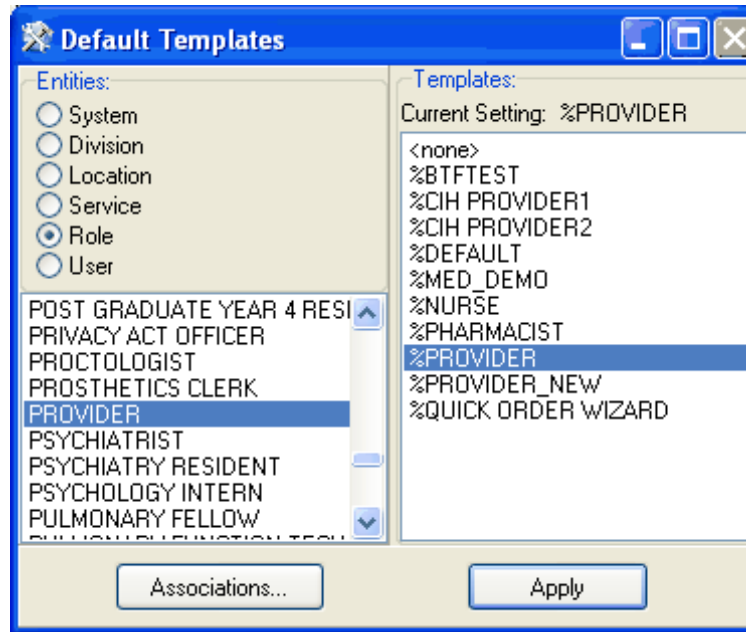 Default Templates
Entities:
System
Division
Location
Service
Role
User
POST GRADUATE YEAR 4 RESI
PRIVACY ACT OFFICER
PROCTOLOGIST
PROSTHETICS CLERK
PROVIDER
PSYCHIATRIST
PSYCHIATRY RESIDENT
PSYCHOLOGY INTERN
PULMONARY FELLOW
Templates:
Current Setting: %PROVIDER
<none>
%BTFTEST
%CIH PROVIDER1
%CIH PROVIDER2
%DEFAULT
%MED_DEMO
%NURSE
%PHARMACIST
%PROVIDER
%PROVIDER_NEW
%QUICK ORDER WIZARD
Associations...
Apply